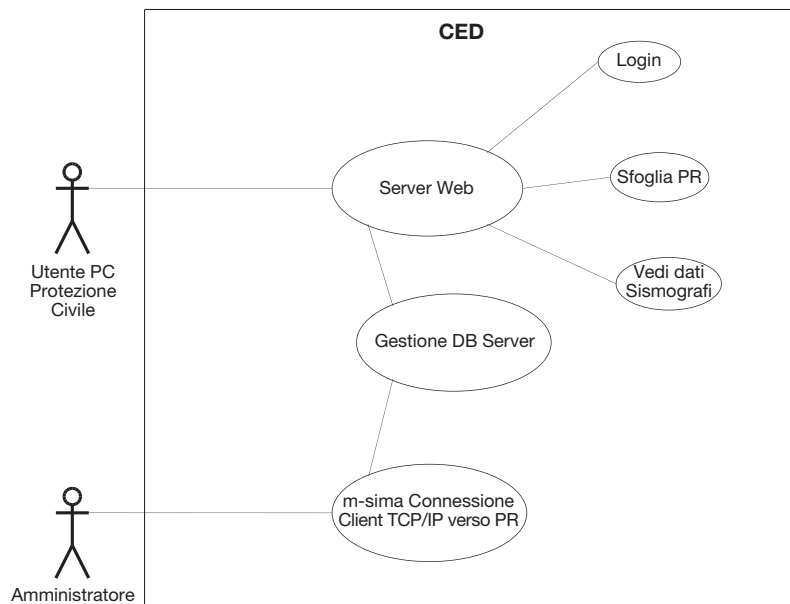 CED
Login
Server Web
Sfoglia PR
Utente PC
Protezione
Civile
Vedi dati
Sismografi
Gestione DB Server
m-sima Connessione
Client TCP/IP verso PR
Amministratore